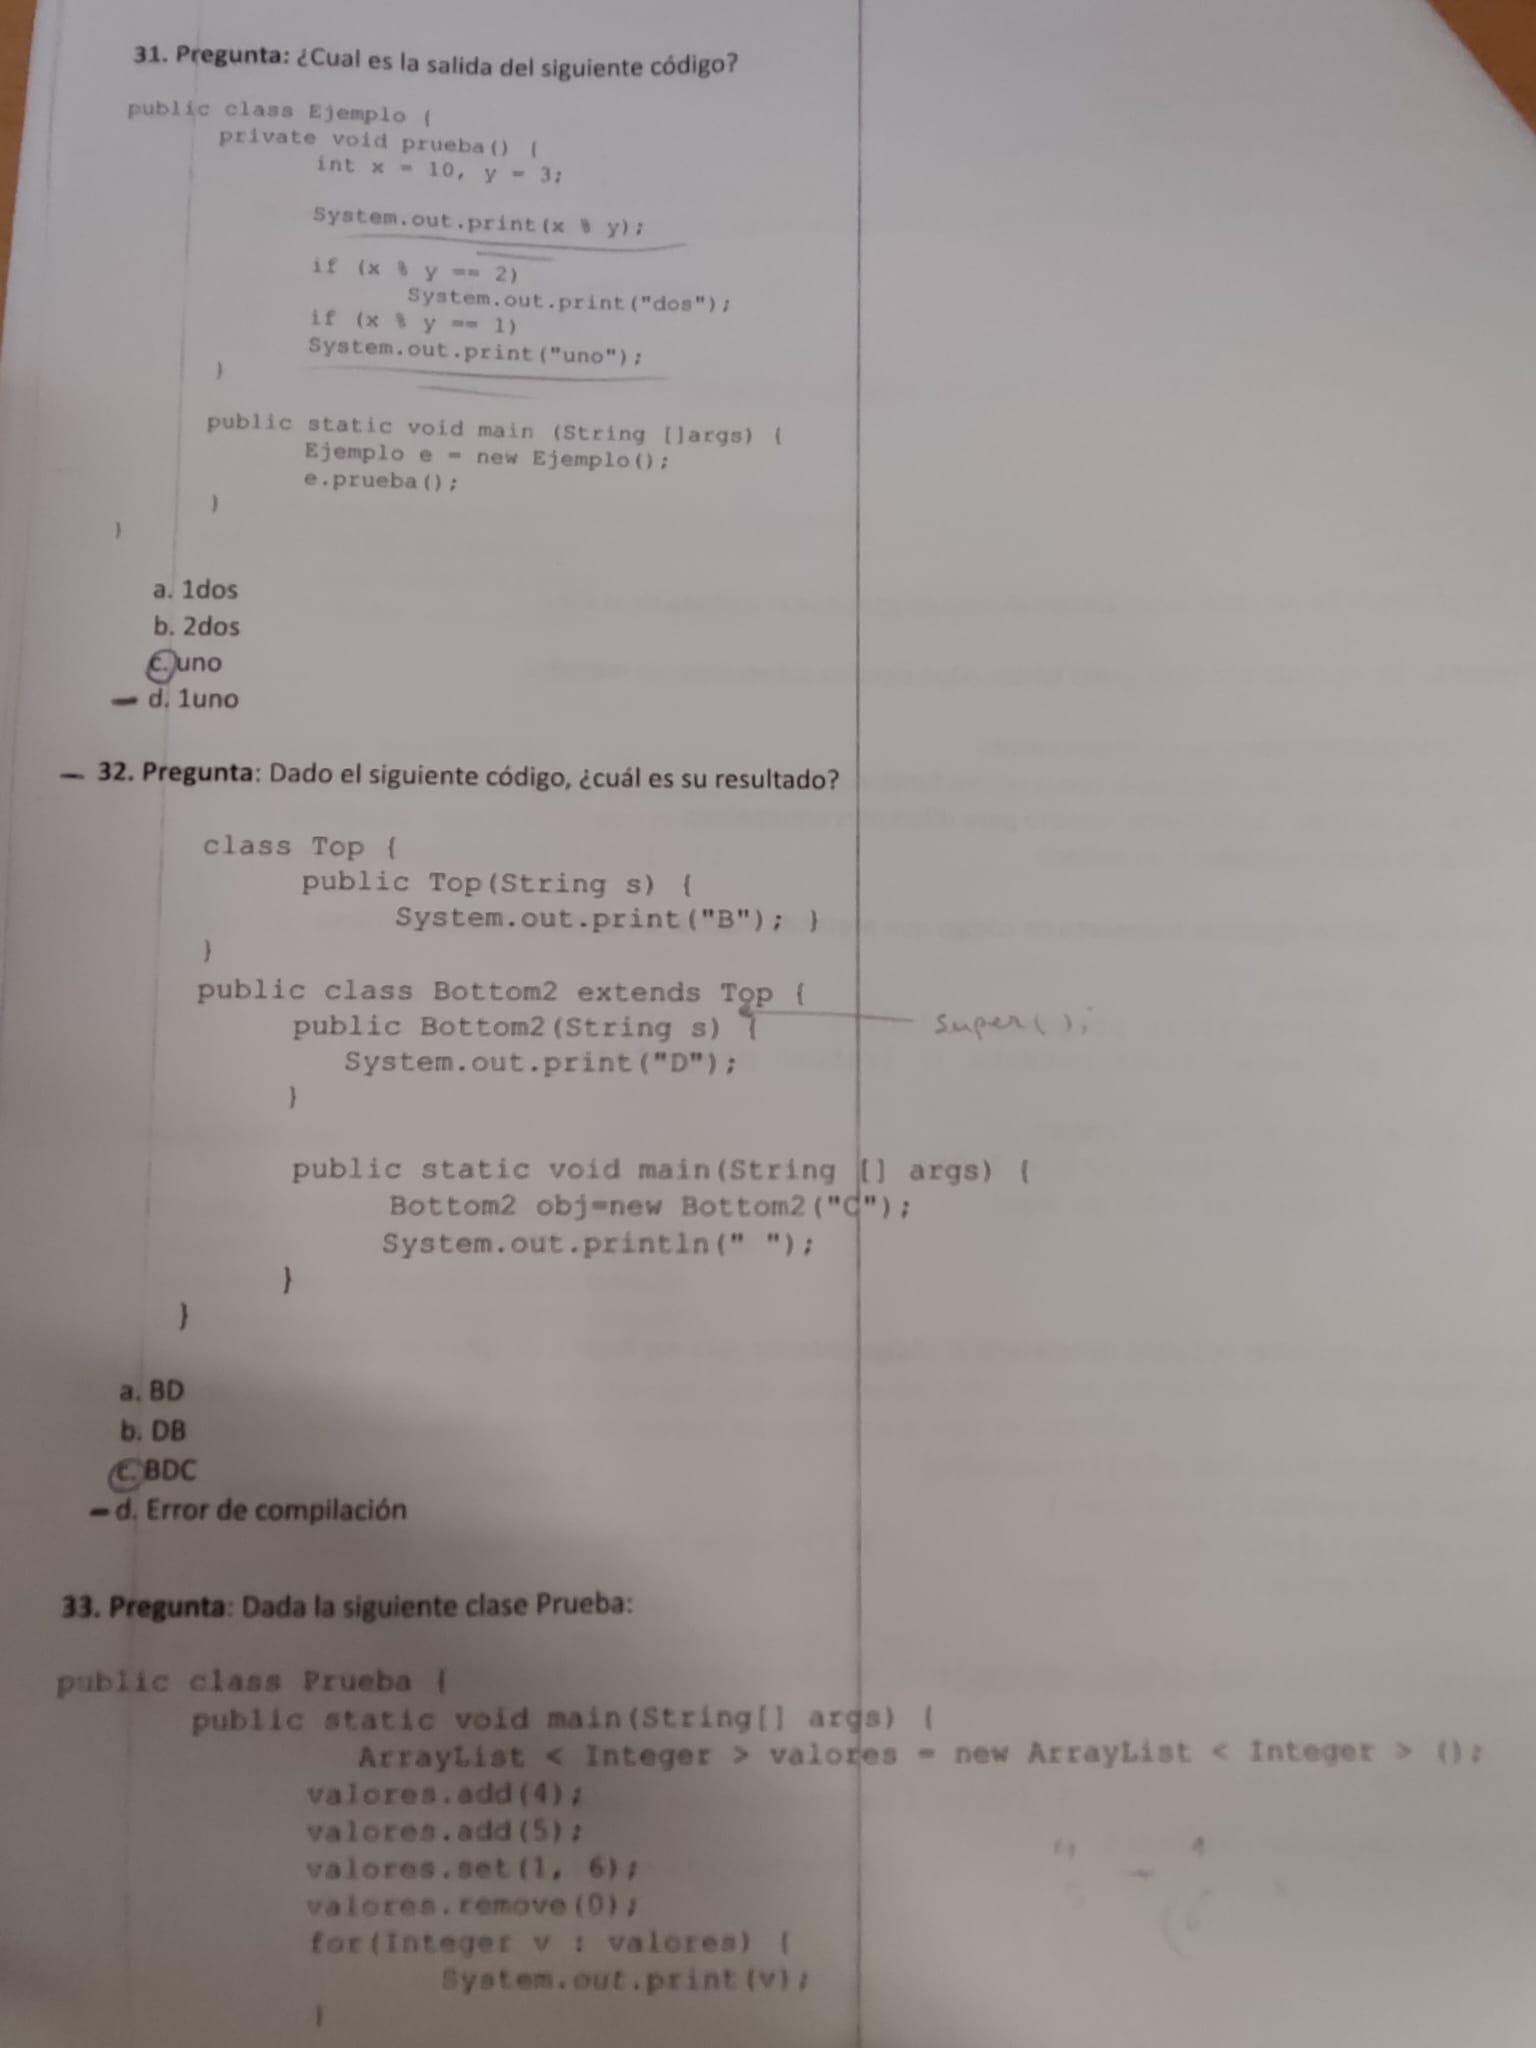 31. Pregunta: ¿Cual es la salida del siguiente código?
public class Ejemplo {
private void prueba() {
int x = 10, y = 3;
System.out.print(x % y);
if (x % y == 2)
System.out.print("dos");
if (x % y == 1)
System.out.print("uno");
}
public static void main (String []args) {
Ejemplo e = new Ejemplo();
e.prueba();
}
}
a. 1dos
b. 2dos
c. uno
d. 1uno
32. Pregunta: Dado el siguiente código, ¿cuál es su resultado?
class Top {
public Top(String s) {
System.out.print("B"); }
}
public class Bottom2 extends Top {
public Bottom2(String s) { super();
System.out.print("D");
}
public static void main(String [] args) {
Bottom2 obj=new Bottom2("C");
System.out.println(" ");
}
}
a. BD
b. DB
c. BDC
d. Error de compilación
33. Pregunta: Dada la siguiente clase Prueba:
public class Prueba {
public static void main(String[] args) {
ArrayList < Integer > valores = new ArrayList < Integer > ();
valores.add(4);
valores.add(5);
valores.set(1, 6);
valores.remove(0);
for(Integer v : valores) {
System.out.print(v);
}